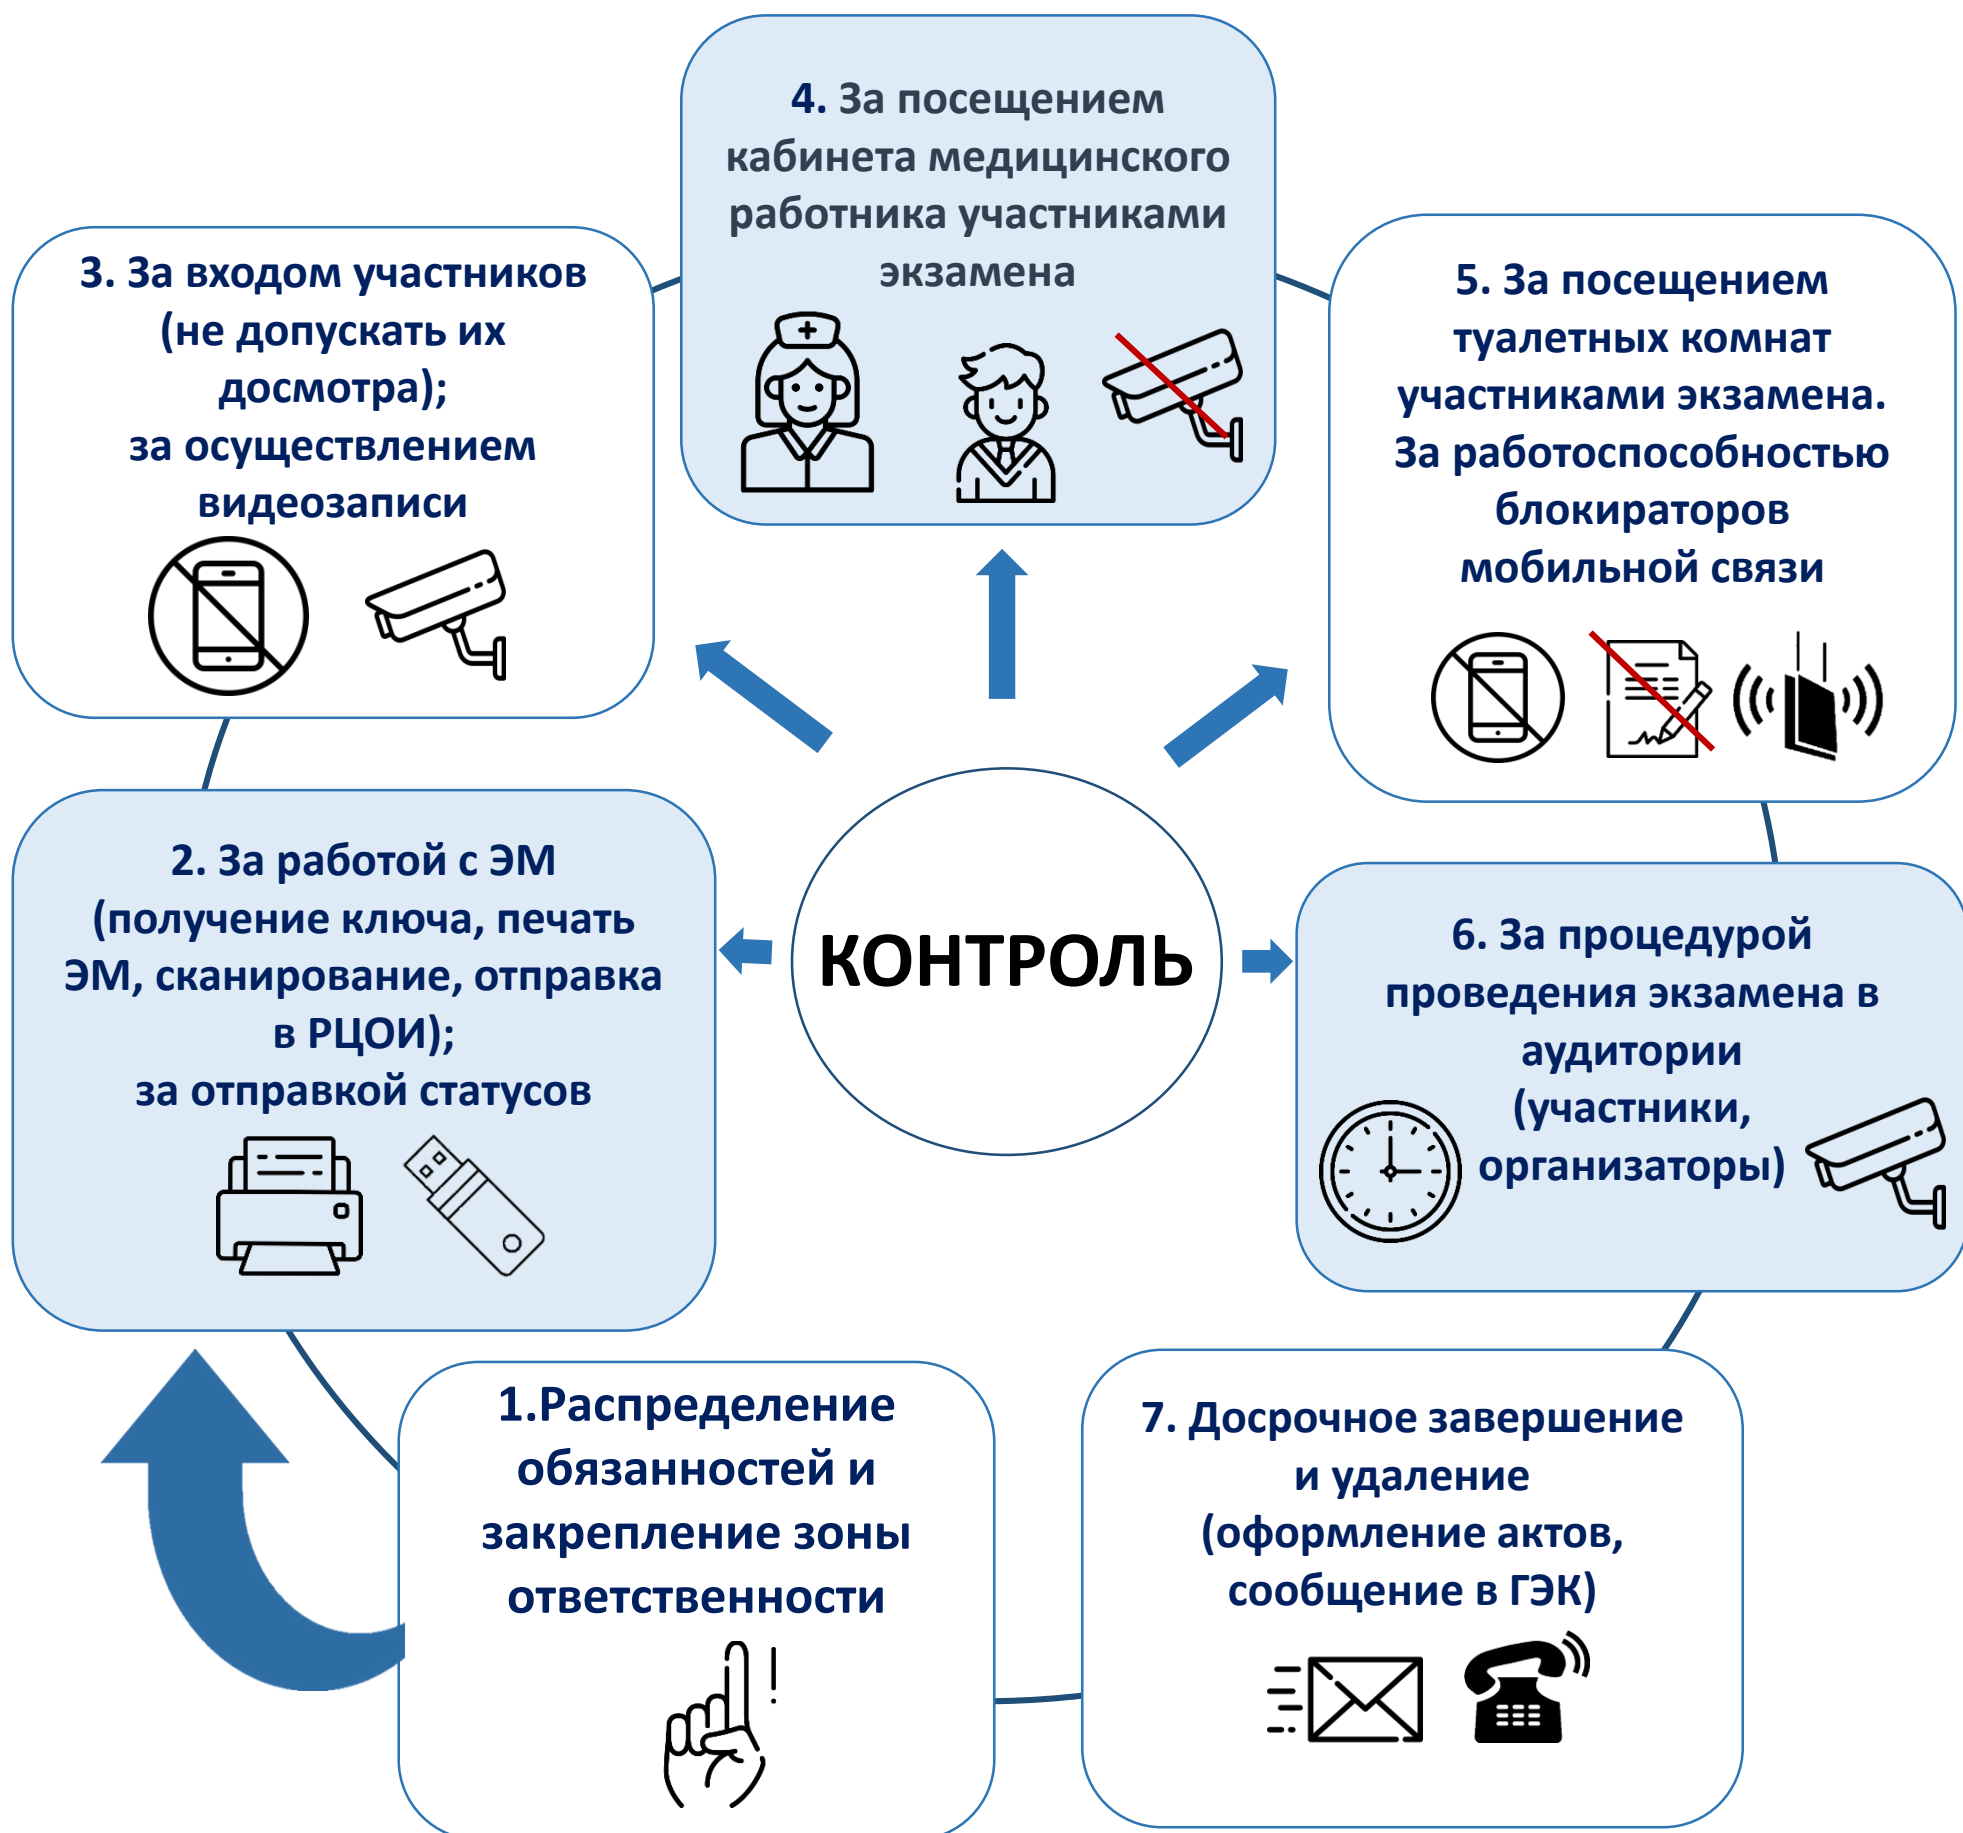 4. За посещением
кабинета медицинского
работника участниками
экзамена
3. За входом участников
(не допускать их
досмотра);
за осуществлением
видеозаписи
5. За посещением
туалетных комнат
участниками экзамена.
За работоспособностью
блокираторов
мобильной связи
2. За работой с ЭМ
(получение ключа, печать
ЭМ, сканирование, отправка
в РЦОИ);
за отправкой статусов
КОНТРОЛЬ
6. За процедурой
проведения экзамена в
аудитории
(участники,
организаторы)
1.Распределение
обязанностей и
закрепление зоны
ответственности
!
7. Досрочное завершение
и удаление
(оформление актов,
сообщение в ГЭК)